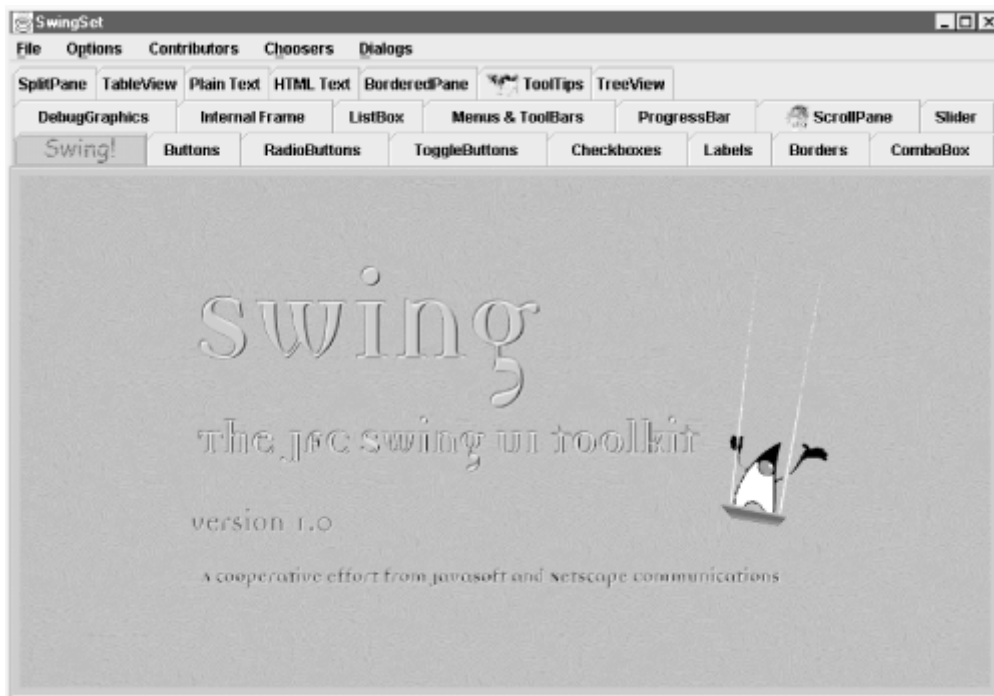 SwingSet
File Options Contributors Choosers Dialogs
SplitPane TableView Plain Text HTML Text BorderedPane ToolTips TreeView
DebugGraphics Internal Frame ListBox Menus & ToolBars ProgressBar ScrollPane Slider
Swing! Buttons RadioButtons ToggleButtons Checkboxes Labels Borders ComboBox
swing
The JFC Swing UI Toolkit
version 1.0
A cooperative effort from Javasoft and Netscape Communications